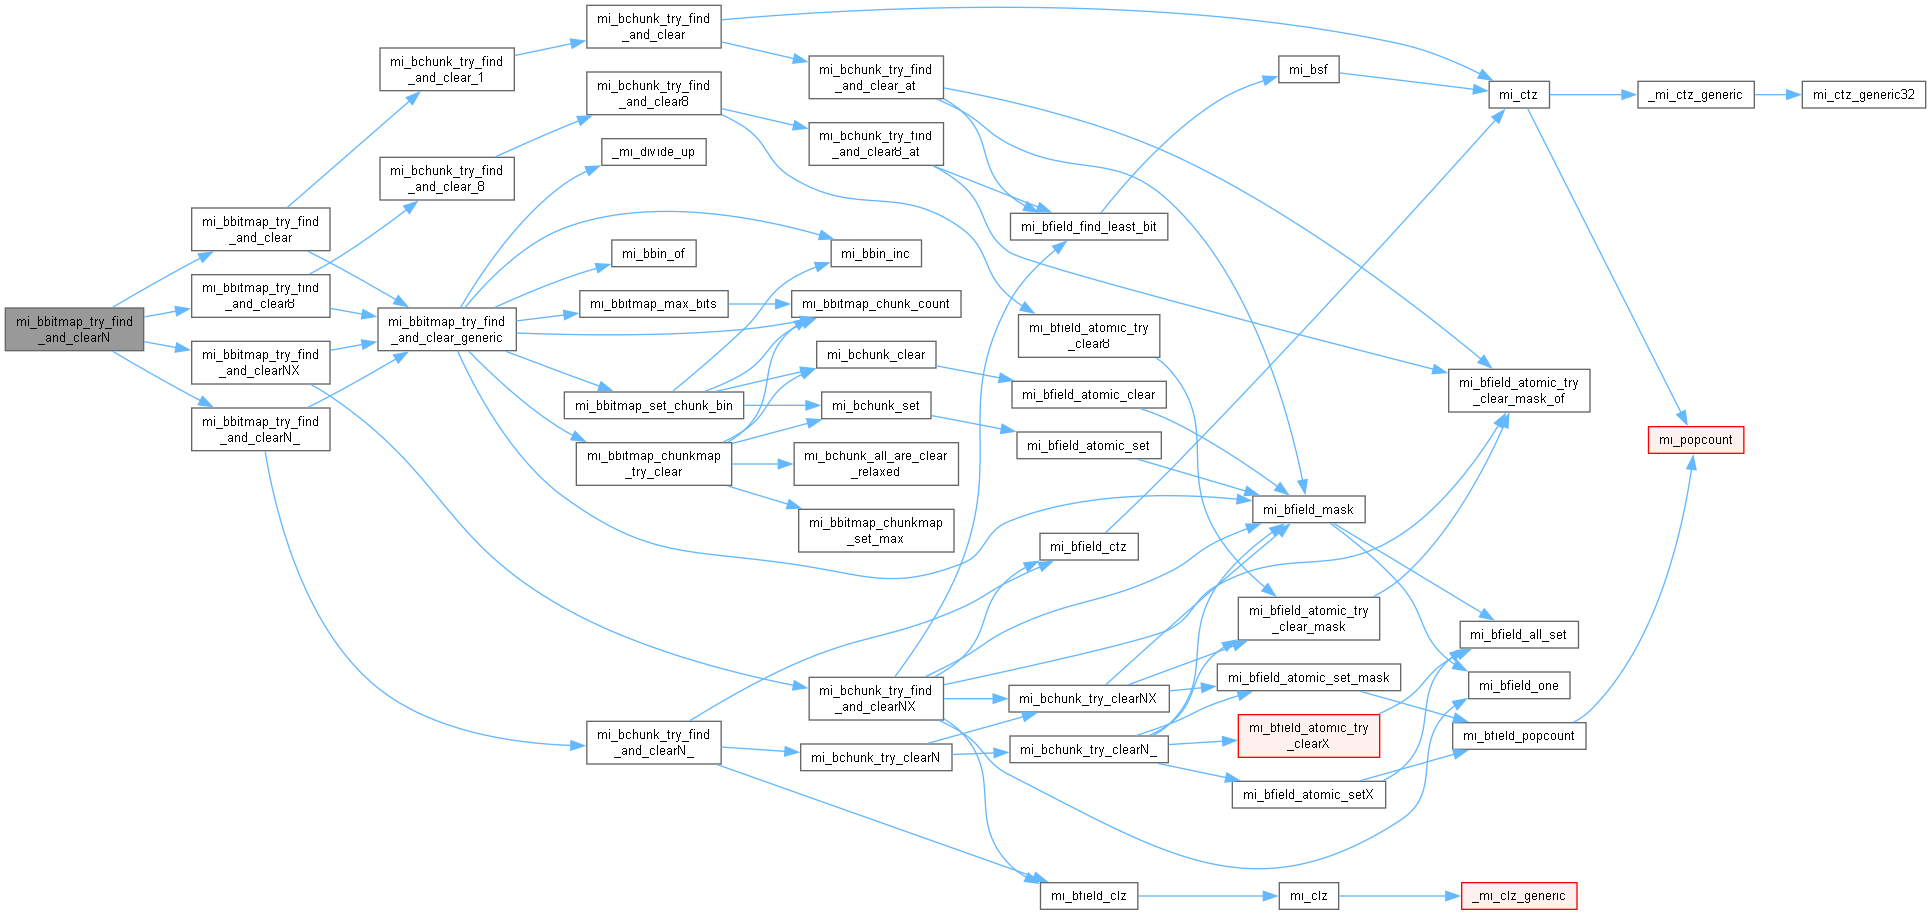 mi_bbitmap_try_find
_and_clearN
mi_bbitmap_try_find
_and_clear
mi_bbitmap_try_find
_and_clear8
mi_bbitmap_try_find
_and_clearNX
mi_bbitmap_try_find
_and_clearN_
mi_bchunk_try_find
_and_clear_1
mi_bchunk_try_find
_and_clear_8
mi_bbitmap_try_find
_and_clear_generic
mi_bchunk_try_find
_and_clear
mi_bchunk_try_find
_and_clear8
_mi_divide_up
mi_bbin_of
mi_bbitmap_max_bits
mi_bbitmap_set_chunk_bin
mi_bbitmap_chunkmap
_try_clear
mi_bchunk_try_find
_and_clearN_
mi_bchunk_try_find
_and_clear_at
mi_bchunk_try_find
_and_clear8_at
mi_bbin_inc
mi_bbitmap_chunk_count
mi_bchunk_clear
mi_bchunk_set
mi_bchunk_all_are_clear
_relaxed
mi_bbitmap_chunkmap
_set_max
mi_bchunk_try_find
_and_clearNX
mi_bchunk_try_clearN
mi_bfield_find_least_bit
mi_bfield_atomic_try
_clear8
mi_bfield_atomic_clear
mi_bfield_atomic_set
mi_bfield_ctz
mi_bchunk_try_clearNX
mi_bchunk_try_clearN_
mi_bfield_clz
mi_bsf
mi_bfield_mask
mi_bfield_atomic_try
_clear_mask
mi_bfield_atomic_set_mask
mi_bfield_atomic_try
_clearX
mi_bfield_atomic_setX
mi_clz
mi_ctz
mi_bfield_atomic_try
_clear_mask_of
mi_bfield_all_set
mi_bfield_one
mi_bfield_popcount
_mi_clz_generic
_mi_ctz_generic
mi_popcount
mi_ctz_generic32